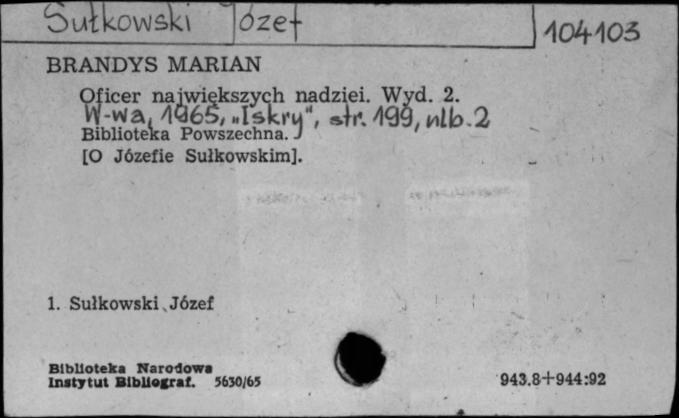 Sułkowski Józef
104103
BRANDYS MARIAN
Oficer największych nadziei. Wyd. 2.
W-wa, 1965, „Iskry", str. 199, nlb. 2
Biblioteka Powszechna.
[O Józefie Sułkowskim].
1. Sułkowski Józef
Biblioteka Narodowa
Instytut Bibliograf. 5630/65
943.8+944:92